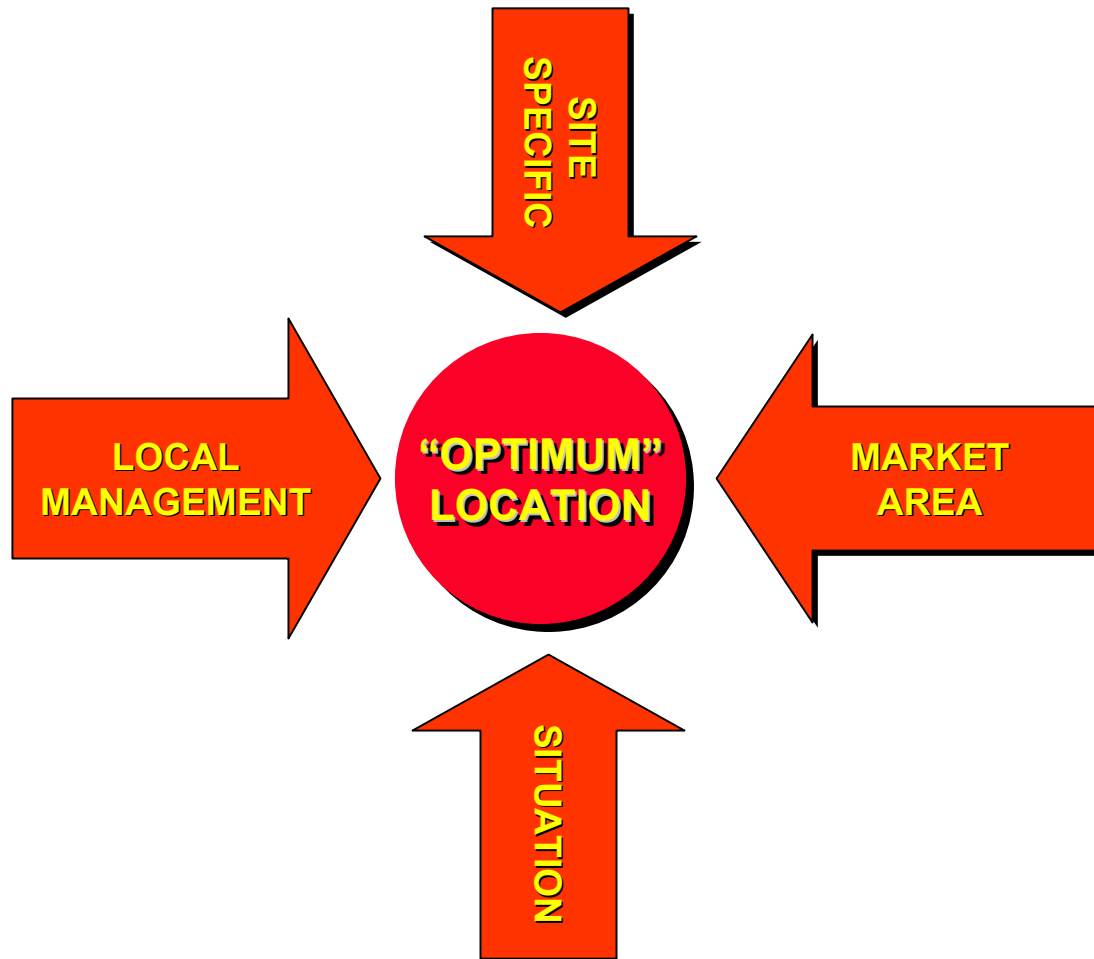 SITE
SPECIFIC
LOCAL
MANAGEMENT
“OPTIMUM”
LOCATION
MARKET
AREA
SITUATION